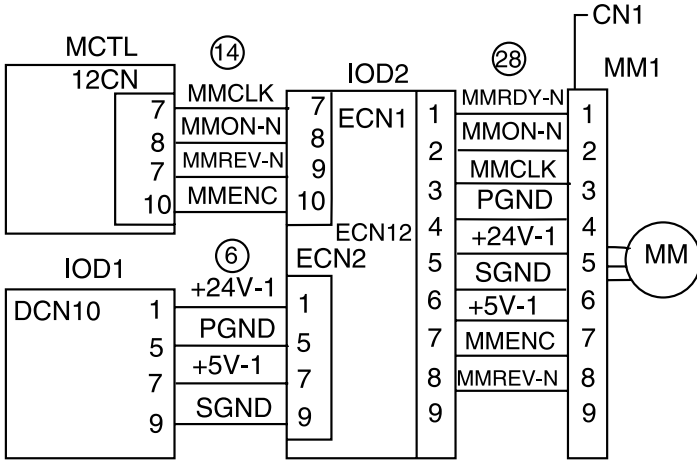 CN1
MCTL
14
IOD2
28
MM1
12CN
7 MMCLK 7
8 MMON-N 8
7 MMREV-N 9
10 MMENC 10
ECN1
ECN12
ECN2
MMRDY-N
1 MMON-N 1
2 MMCLK 2
3 PGND 3
4 +24V-1 4
5 SGND 5
6 +5V-1 6
7 MMENC 7
8 MMREV-N 8
9 9
MM
IOD1
6
DCN10
1 +24V-1 1
5 PGND 5
7 +5V-1 7
9 SGND 9